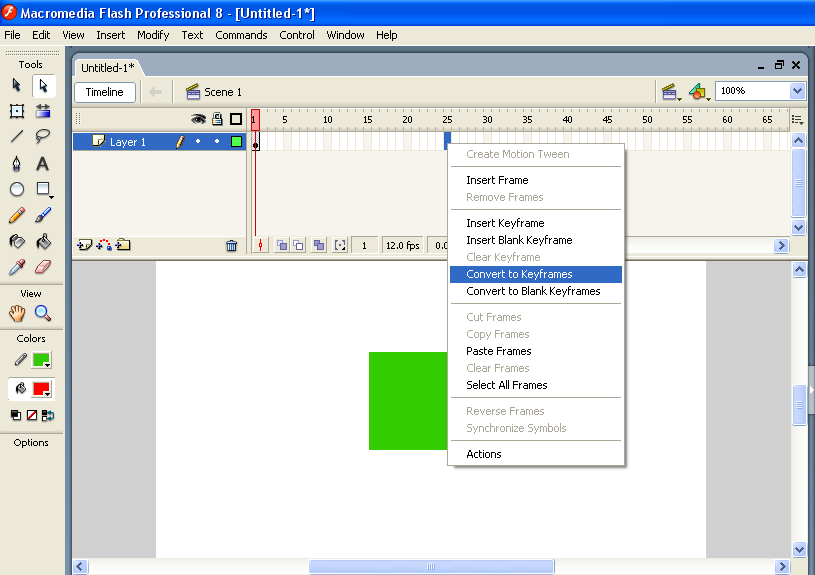 Macromedia Flash Professional 8 - [Untitled-1*]
File Edit View Insert Modify Text Commands Control Window Help
Tools
Untitled-1*
Timeline
Scene 1
100%
1 5 10 15 20 25 30 35 40 45 50 55 60 65
Layer 1
1 12.0 fps 0.0
Create Motion Tween
Insert Frame
Remove Frames
Insert Keyframe
Insert Blank Keyframe
Clear Keyframe
Convert to Keyframes
Convert to Blank Keyframes
Cut Frames
Copy Frames
Paste Frames
Clear Frames
Select All Frames
Reverse Frames
Synchronize Symbols
Actions
View
Colors
Options